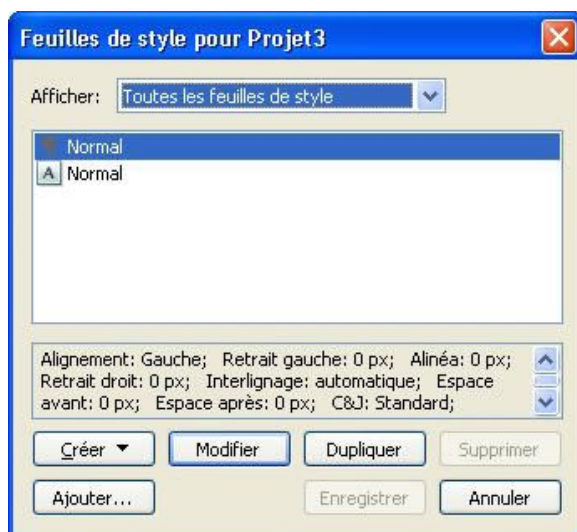 Feuilles de style pour Projet3
Afficher: Toutes les feuilles de style
Normal
A Normal
Alignement: Gauche; Retrait gauche: 0 px; Alinéa: 0 px;
Retrait droit: 0 px; Interlignage: automatique; Espace
avant: 0 px; Espace après: 0 px; C&J: Standard;
Créer Modifier Dupliquer Supprimer
Ajouter... Enregistrer Annuler